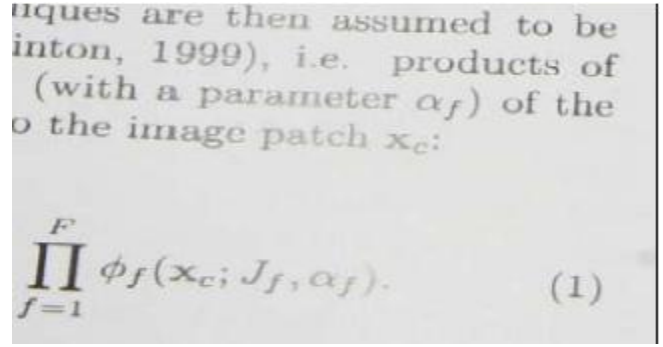 iques are then assumed to be
inton, 1999), i.e. products of
(with a parameter α_f) of the
o the image patch x_c:
∏_{f=1}^{F} ϕ_f(x_c; J_f, α_f). (1)